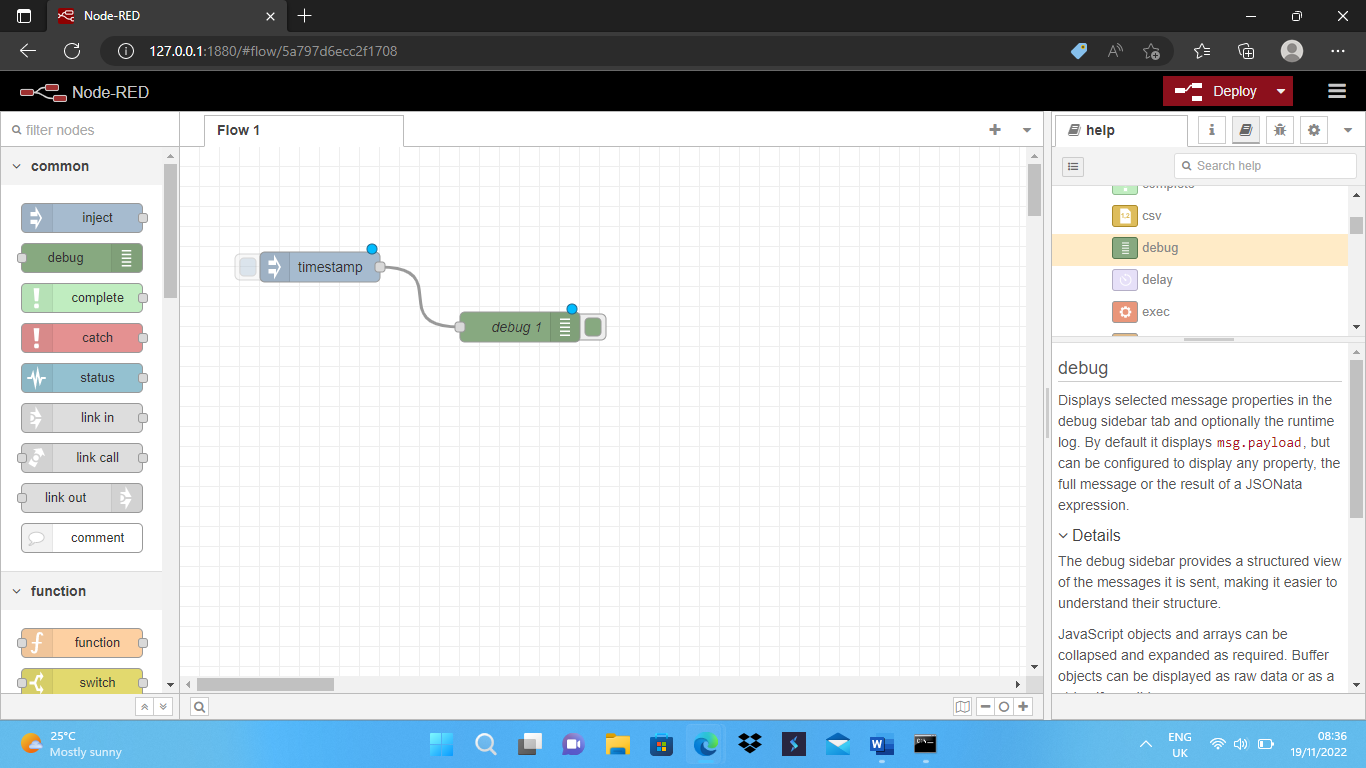 Node-RED
127.0.0.1:1880/#flow/5a797d6ecc2f1708
Node-RED
Deploy
filter nodes
common
inject
debug
complete
catch
status
link in
link call
link out
comment
function
function
switch
Flow 1
timestamp
debug 1
help
Search help
complete
csv
debug
delay
exec
debug
Displays selected message properties in the
debug sidebar tab and optionally the runtime
log. By default it displays msg.payload, but
can be configured to display any property, the
full message or the result of a JSONata
expression.
Details
The debug sidebar provides a structured view
of the messages it is sent, making it easier to
understand their structure.
JavaScript objects and arrays can be
collapsed and expanded as required. Buffer
objects can be displayed as raw data or as a
25°C
Mostly sunny
ENG
UK
08:36
19/11/2022